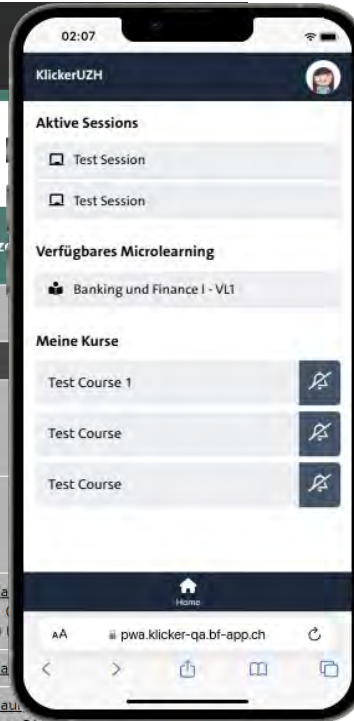 02:07
KlickerUZH
Aktive Sessions
Test Session
Test Session
Verfügbares Microlearning
Banking und Finance I - VL1
Meine Kurse
Test Course 1
Test Course
Test Course
Home
AA pwa.klicker-qa.bf-app.ch